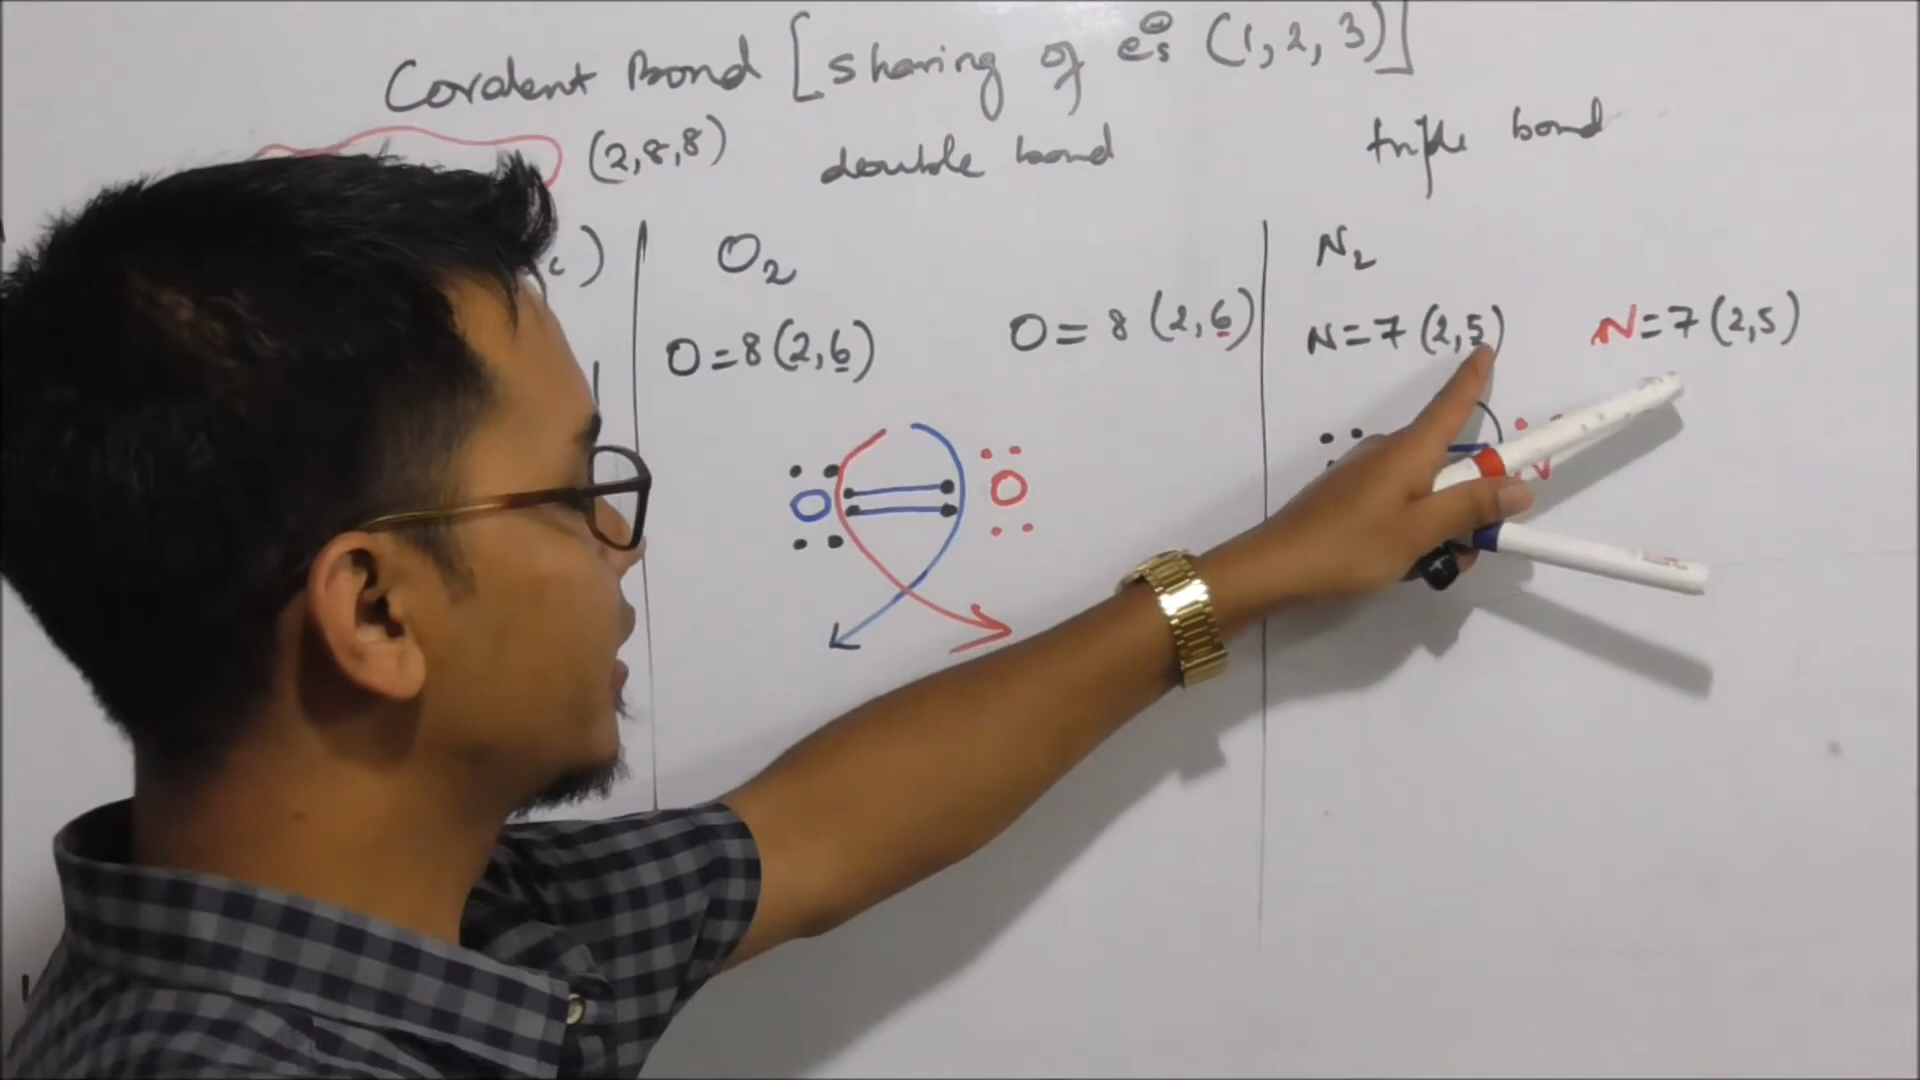 Covalent Bond [sharing of e⊖s (1, 2, 3)]
(2,8,8) double bond triple bond
O2 N2
O=8(2,6) O=8(2,6) N=7(2,5) N=7(2,5)
O O